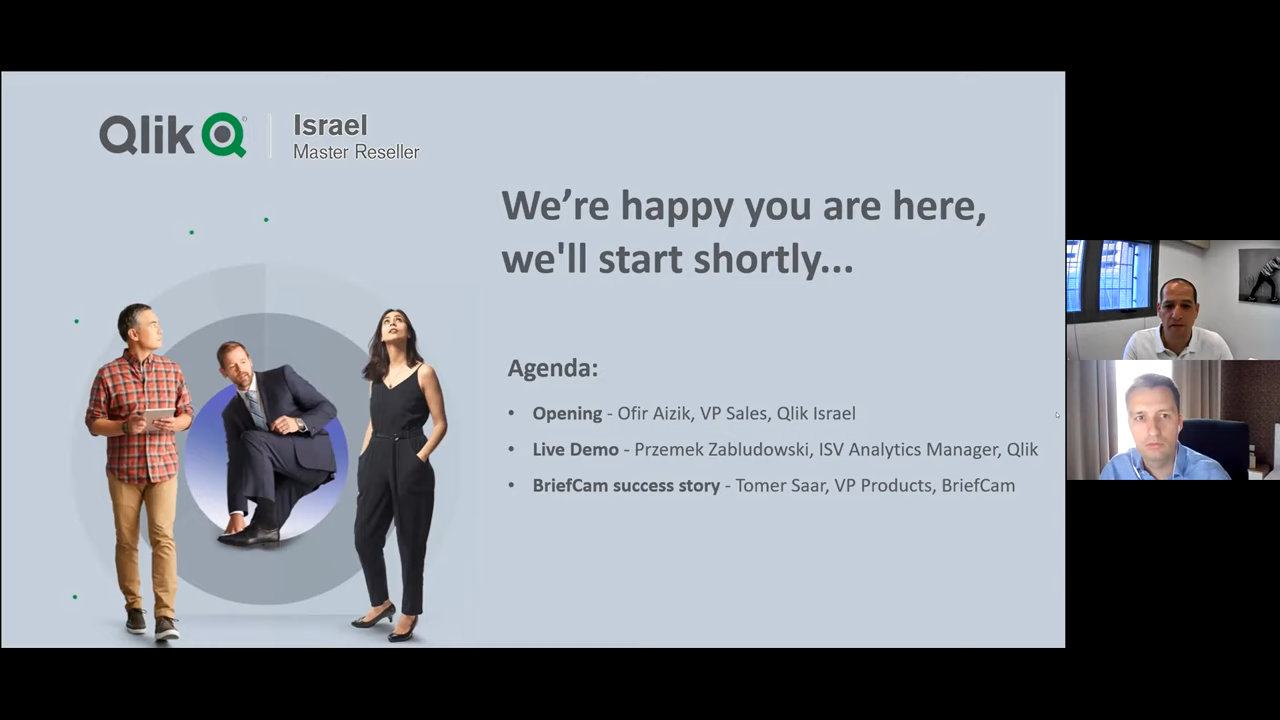 Qlik
Israel
Master Reseller
We're happy you are here,
we'll start shortly...
Agenda:
• Opening - Ofir Aizik, VP Sales, Qlik Israel
• Live Demo - Przemek Zabludowski, ISV Analytics Manager, Qlik
• BriefCam success story - Tomer Saar, VP Products, BriefCam